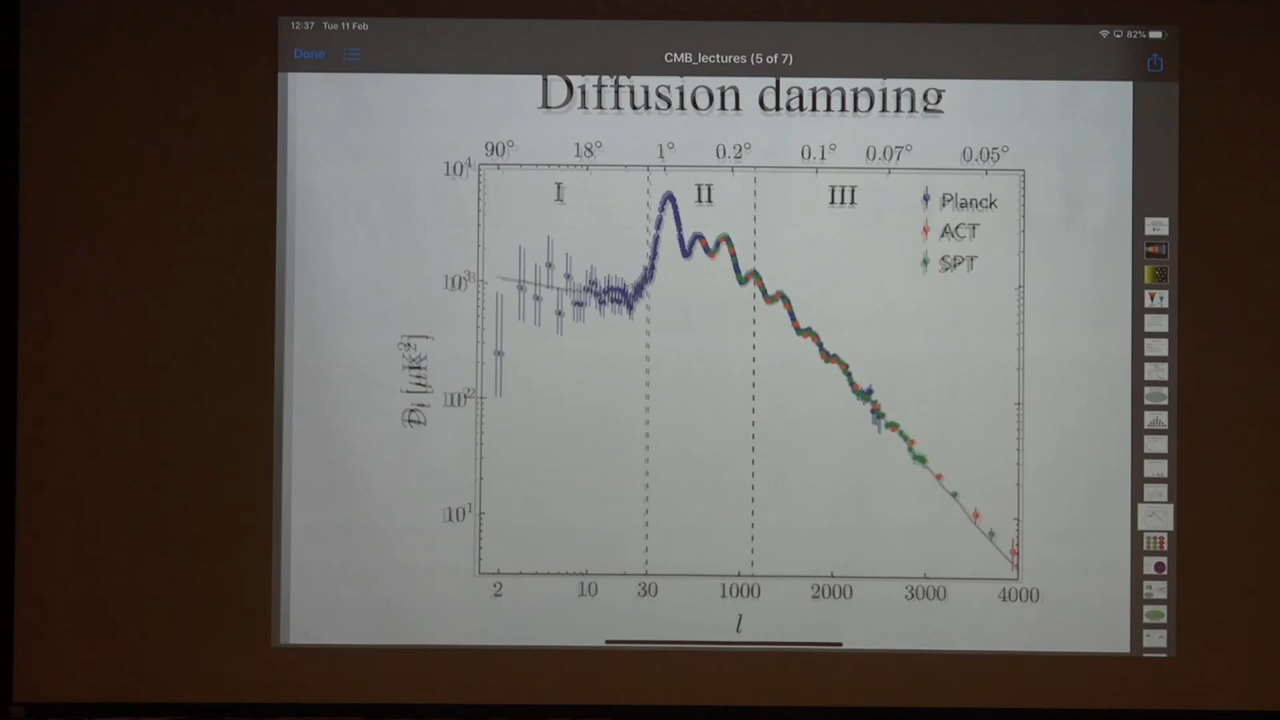 12:37 Tue 11 Feb
82%
Done
CMB_lectures (5 of 7)
Diffusion damping
90° 18° 1° 0.2° 0.1° 0.07° 0.05°
I II III
Planck
ACT
SPT
10⁴
10³
10²
10¹
𝒟l [μK²]
2 10 30 1000 2000 3000 4000
l